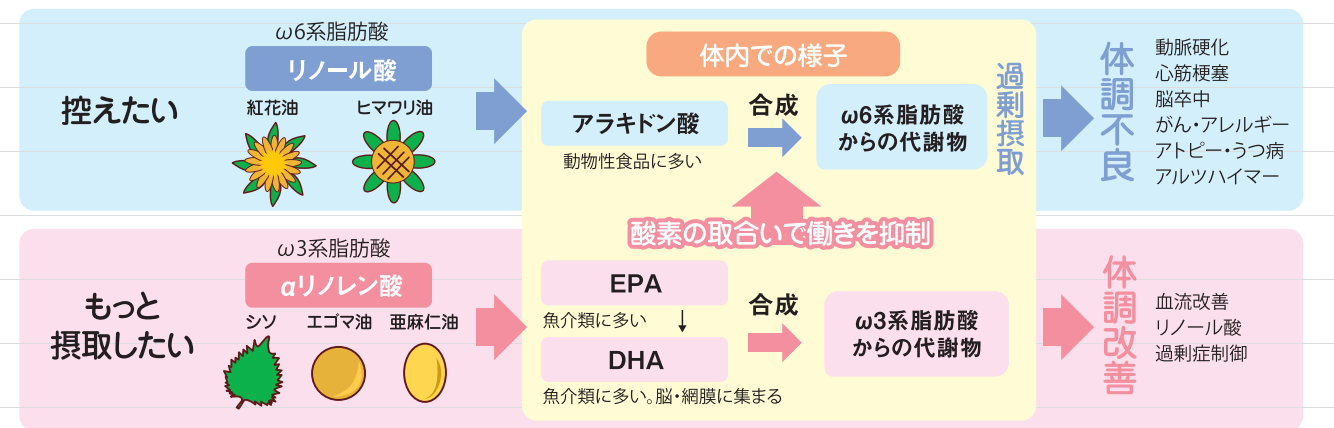 控えたい
ω6系脂肪酸
リノール酸
紅花油
ヒマワリ油
体内での様子
アラキドン酸
動物性食品に多い
合成
ω6系脂肪酸
からの代謝物
過剰摂取
体調不良
動脈硬化
心筋梗塞
脳卒中
がん・アレルギー
アトピー・うつ病
アルツハイマー
酸素の取合いで働きを抑制
もっと
摂取したい
ω3系脂肪酸
αリノレン酸
シソ
エゴマ油
亜麻仁油
EPA
魚介類に多い
DHA
魚介類に多い。脳・網膜に集まる
合成
ω3系脂肪酸
からの代謝物
体調改善
血流改善
リノール酸
過剰症制御